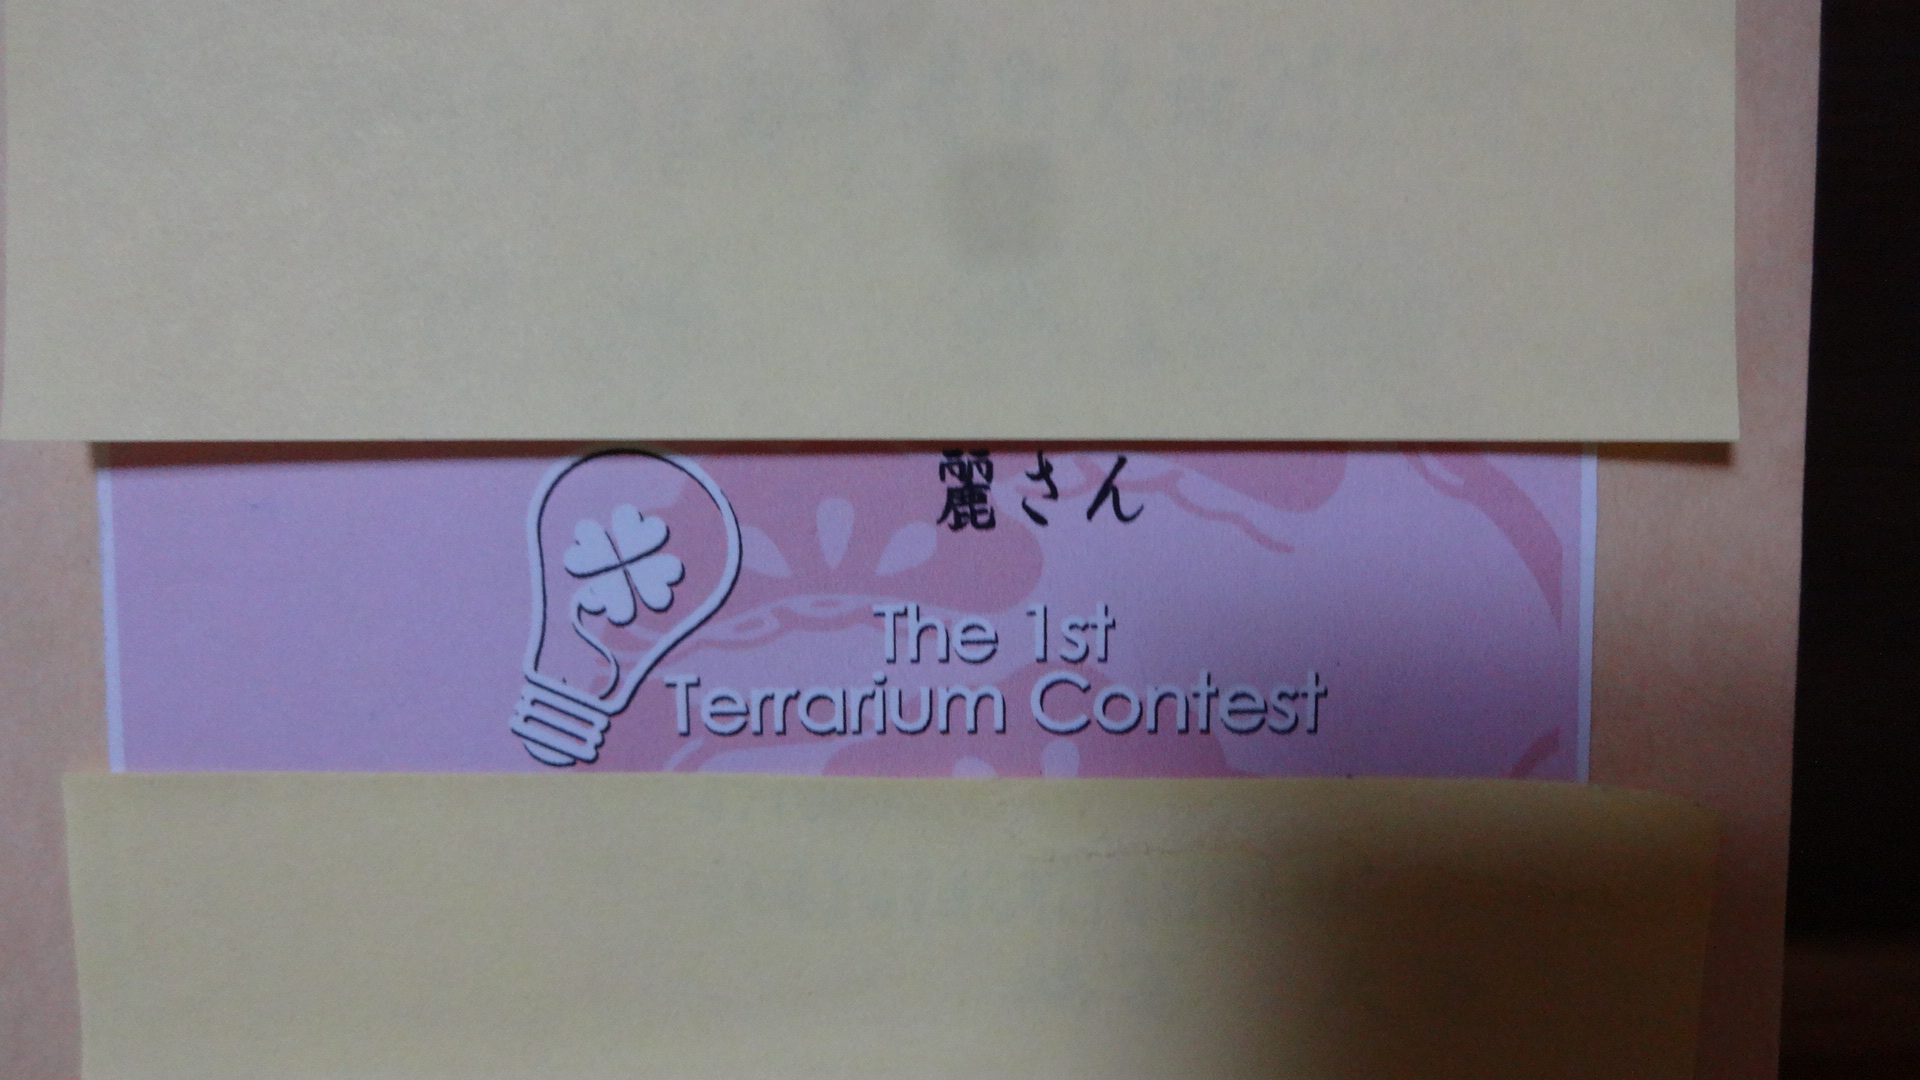 麗さん
The 1st
Terrarium Contest